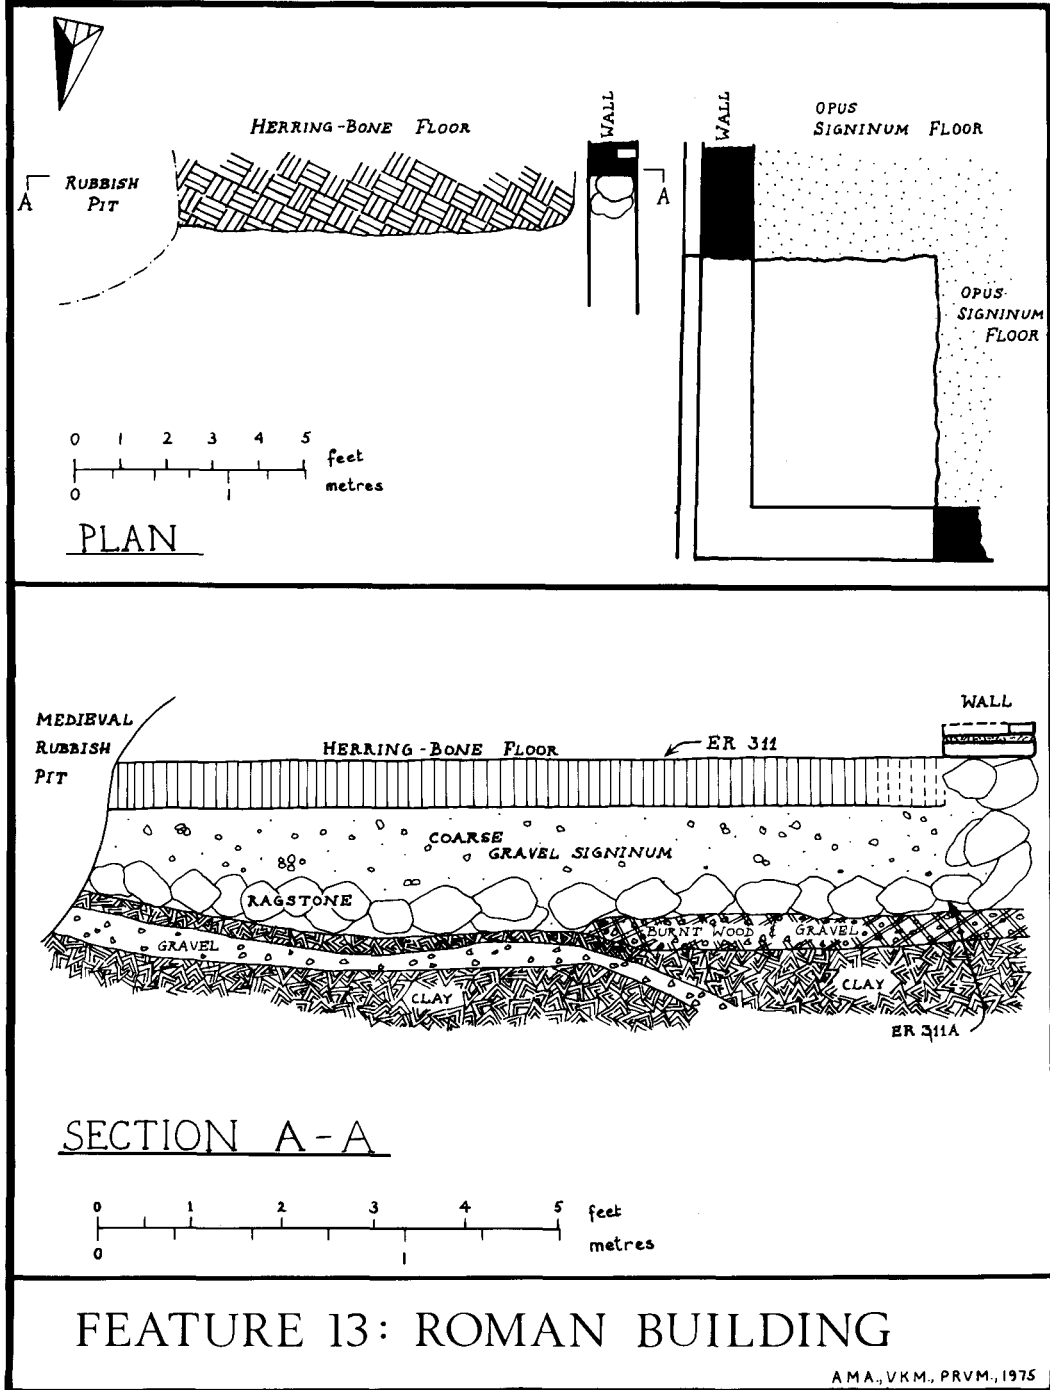 HERRING-BONE FLOOR
WALL
WALL
OPUS
SIGNINUM FLOOR
A
RUBBISH
PIT
A
OPUS
SIGNINUM
FLOOR
0 1 2 3 4 5
feet
0 1
metres
PLAN
WALL
MEDIEVAL
RUBBISH
PIT
HERRING-BONE FLOOR
ER 311
COARSE
GRAVEL SIGNINUM
RAGSTONE
BURNT WOOD & GRAVEL
GRAVEL
CLAY
CLAY
ER 311A
SECTION A-A
0 1 2 3 4 5
feet
0 1
metres
FEATURE 13: ROMAN BUILDING
A M A., V K M., P R V M., 1975